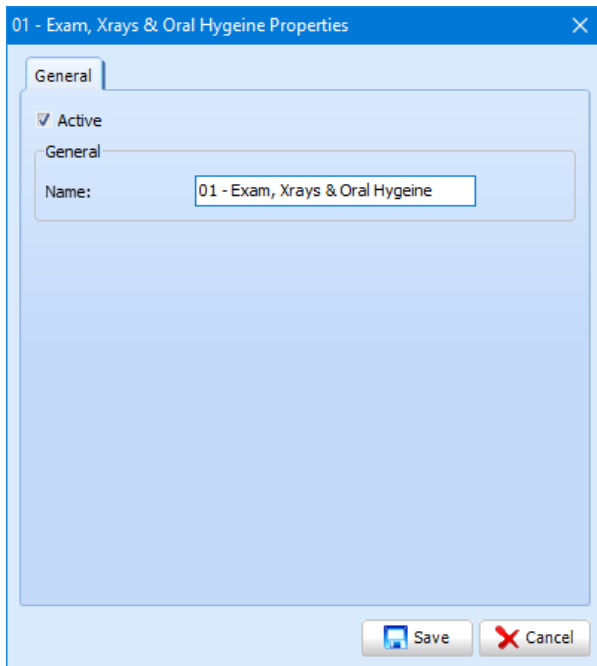 01 - Exam, Xrays & Oral Hygeine Properties
General
Active
General
Name: 01 - Exam, Xrays & Oral Hygeine
Save Cancel